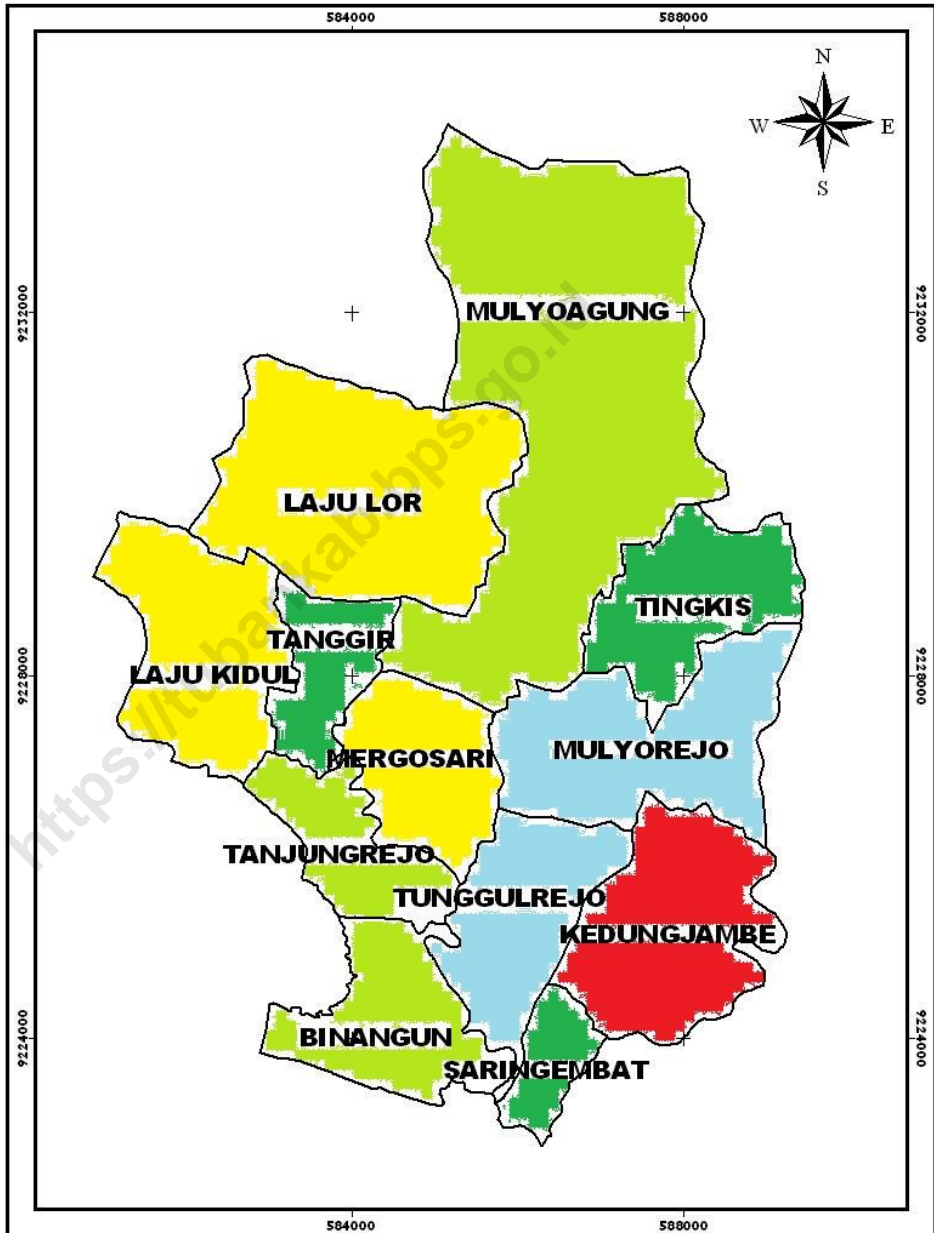 584000
588000
N
W
E
S
9232000
MULYOAGUNG
9232000
LAJU LOR
TINGKIS
TANGGIR
9228000
LAJU KIDUL
9228000
MULYOREJO
MERGOSARI
TANJUNGREJO
TUNGGULREJO
KEDUNGJAMBE
9224000
BINANGUN
9224000
SARINGEMBAT
584000
588000
https://tubankab.bps.go.id